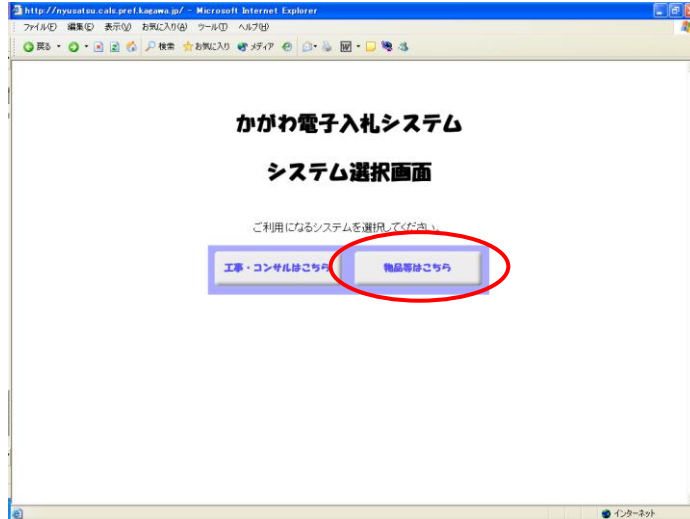 http://nyusatsu.cals.pref.kagawa.jp/ - Microsoft Internet Explorer
ファイル(F) 編集(E) 表示(V) お気に入り(A) ツール(T) ヘルプ(H)
戻る 検索 お気に入り メディア
かがわ電子入札システム
システム選択画面
ご利用になるシステムを選択してください。
工事・コンサルはこちら 物品等はこちら
インターネット